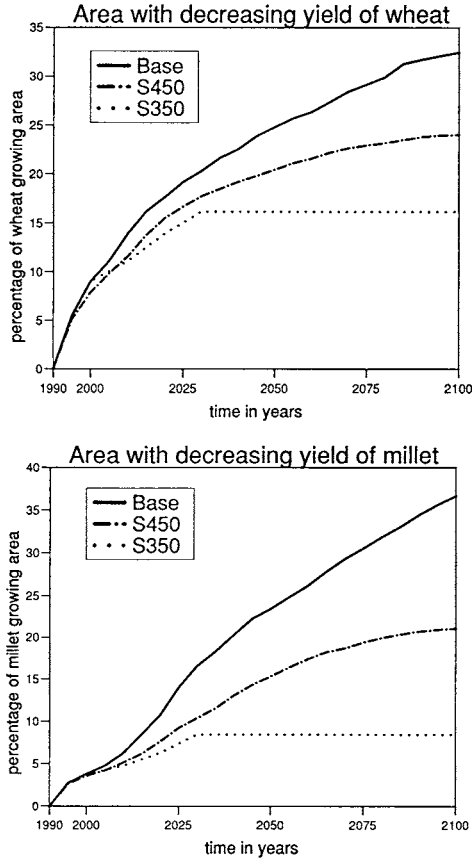 Area with decreasing yield of wheat
35
30
25
20
15
10
5
0
percentage of wheat growing area
Base
S450
S350
1990 2000 2025 2050 2075 2100
time in years
Area with decreasing yield of millet
40
35
30
25
20
15
10
5
0
percentage of millet growing area
Base
S450
S350
1990 2000 2025 2050 2075 2100
time in years